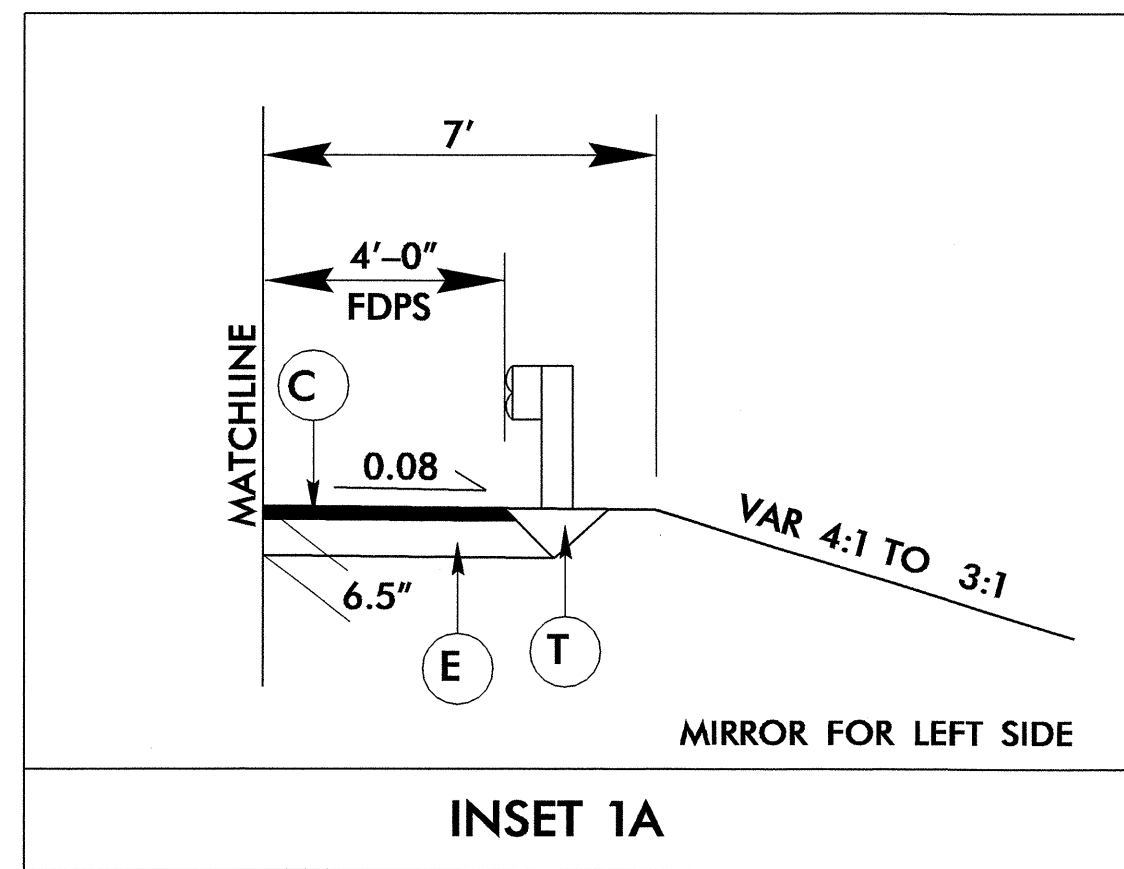 7'
4'–0"
FDPS
MATCHLINE
C
0.08
VAR 4:1 TO 3:1
6.5"
E
T
MIRROR FOR LEFT SIDE
INSET 1A